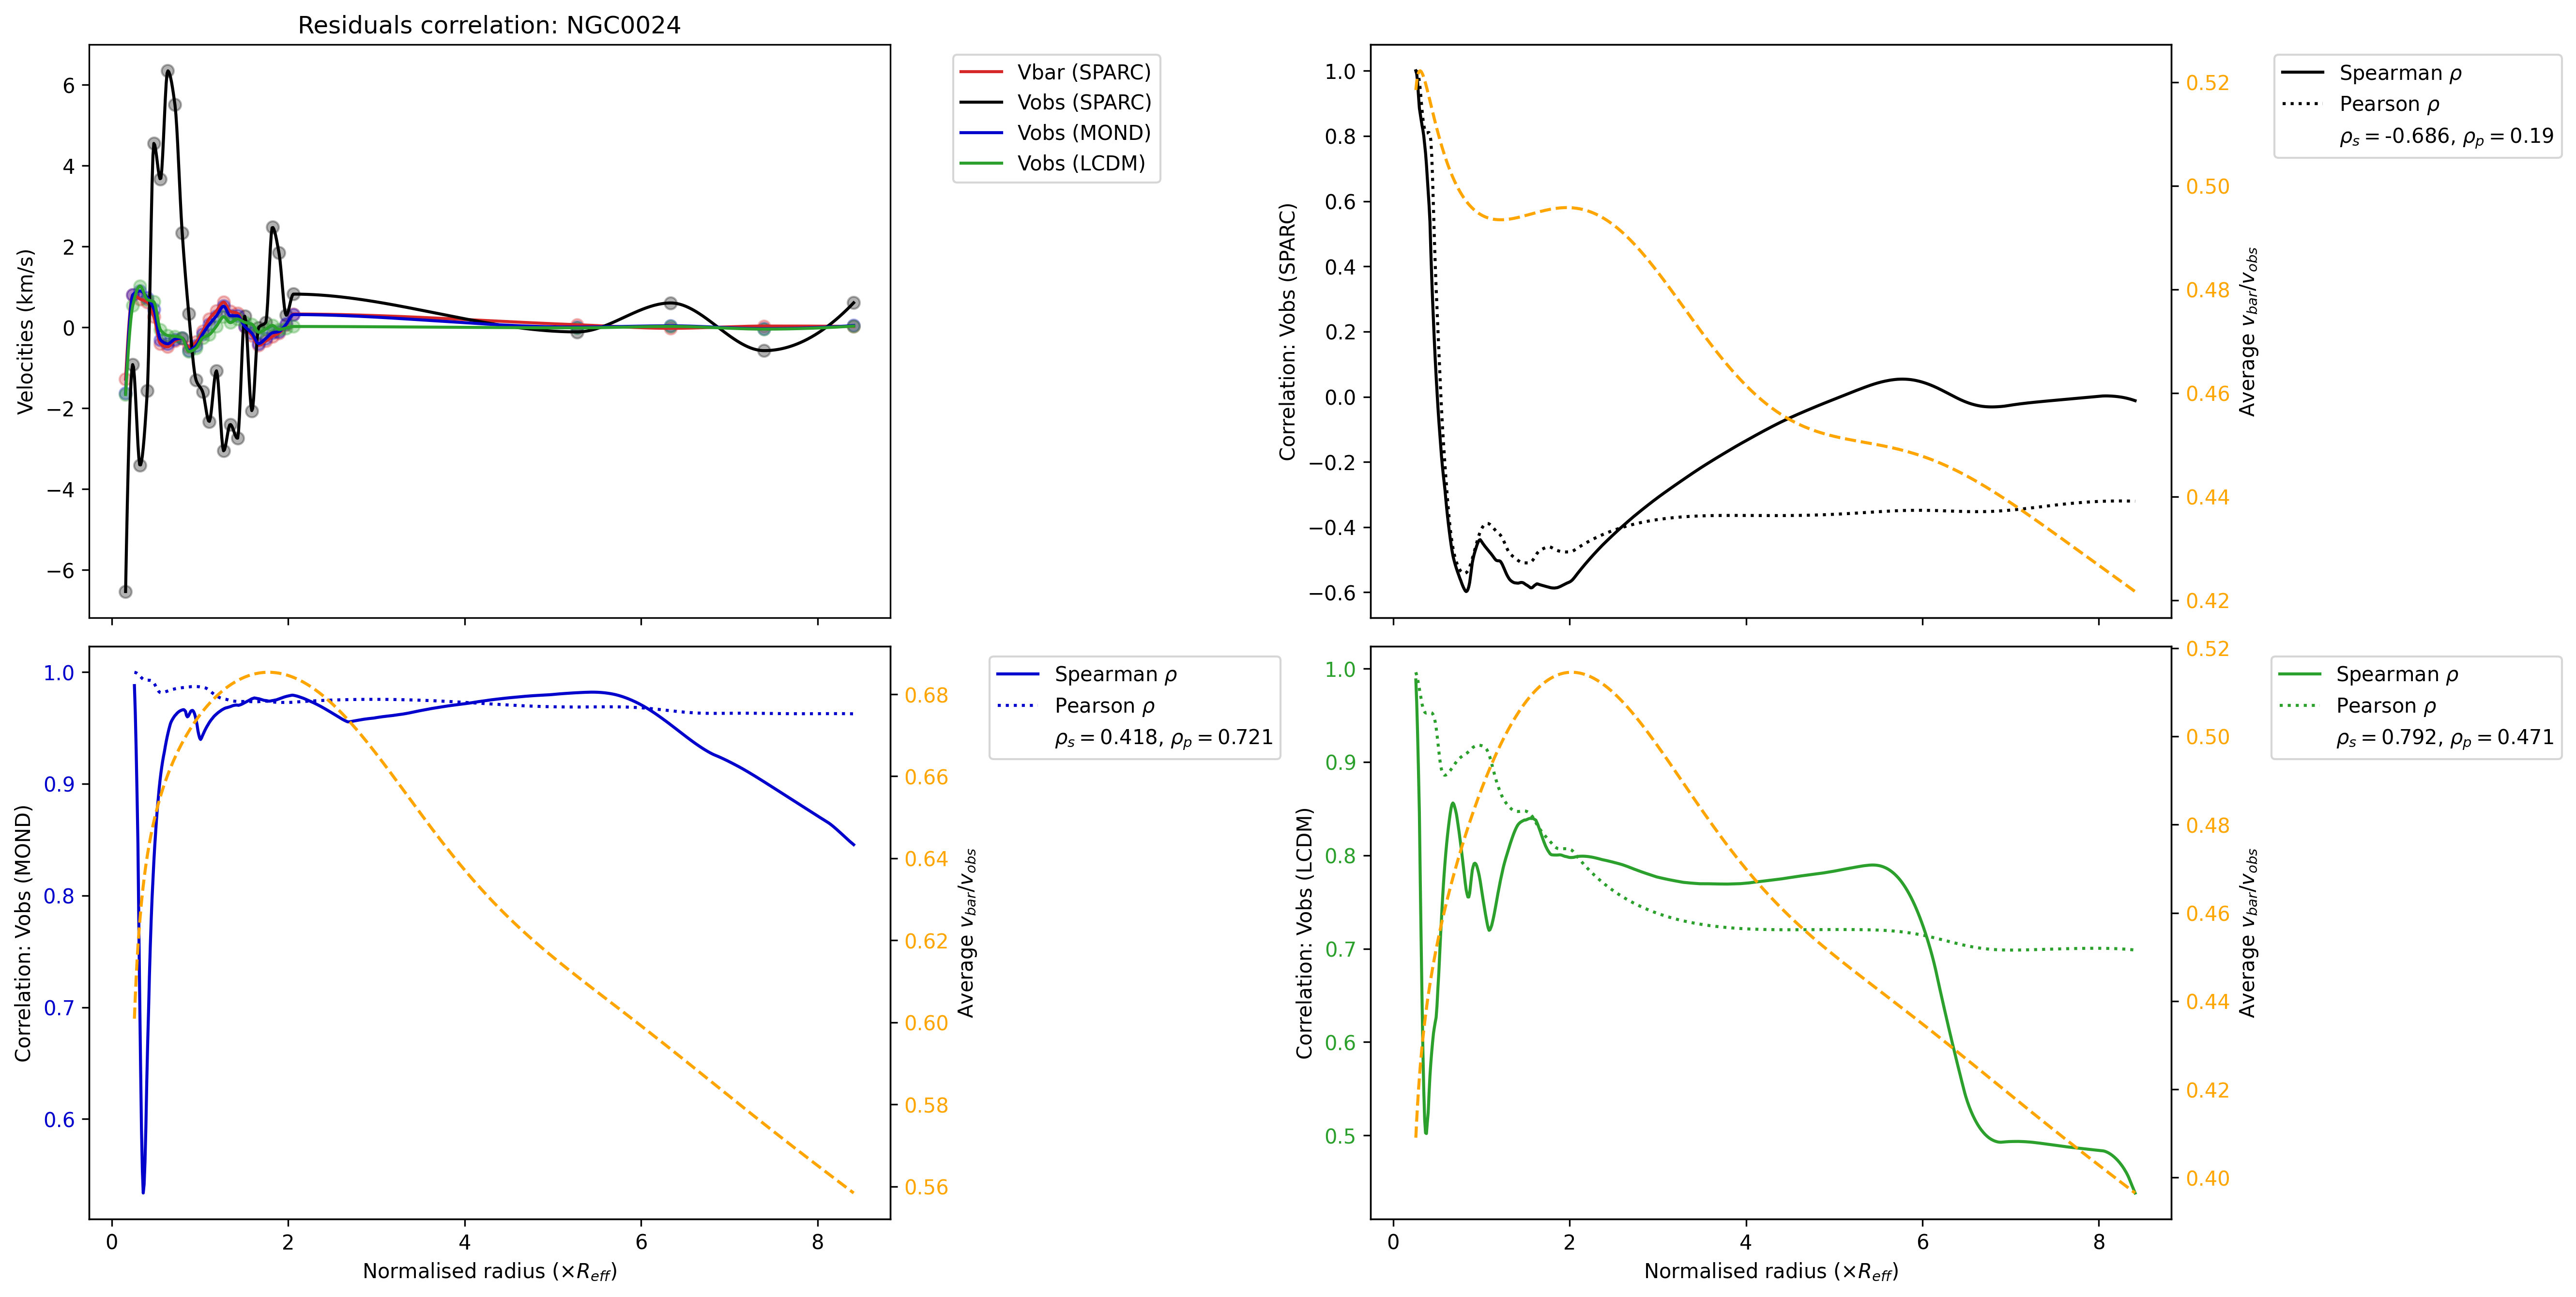 Residuals correlation: NGC0024
Velocities (km/s)
6
4
2
0
−2
−4
−6
Vbar (SPARC)
Vobs (SPARC)
Vobs (MOND)
Vobs (LCDM)
Correlation: Vobs (SPARC)
1.0
0.8
0.6
0.4
0.2
0.0
−0.2
−0.4
−0.6
0.52
0.50
0.48
0.46
0.44
0.42
Average v_bar/v_obs
Spearman ρ
Pearson ρ
ρ_s = -0.686, ρ_p = 0.19
Correlation: Vobs (MOND)
1.0
0.9
0.8
0.7
0.6
0.68
0.66
0.64
0.62
0.60
0.58
0.56
Average v_bar/v_obs
0 2 4 6 8
Normalised radius (×R_eff)
Spearman ρ
Pearson ρ
ρ_s = 0.418, ρ_p = 0.721
Correlation: Vobs (LCDM)
1.0
0.9
0.8
0.7
0.6
0.5
0.52
0.50
0.48
0.46
0.44
0.42
0.40
Average v_bar/v_obs
0 2 4 6 8
Normalised radius (×R_eff)
Spearman ρ
Pearson ρ
ρ_s = 0.792, ρ_p = 0.471